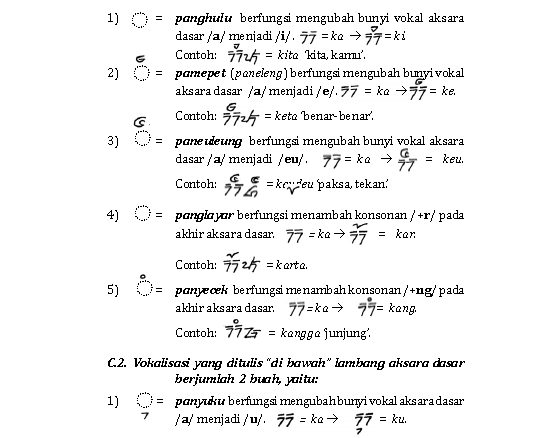 1) ◌ᮤ = panghulu berfungsi mengubah bunyi vokal aksara
dasar /a/ menjadi /i/. ᮊ = ka → ᮊᮤ = ki
Contoh: ᮊᮤᮒ = kita 'kita, kamu'.
2) ◌ᮨ = pamepet (paneleng) berfungsi mengubah bunyi vokal
aksara dasar /a/ menjadi /e/. ᮊ = ka → ᮊᮨ = ke.
Contoh: ᮊᮨᮒ = keta 'benar-benar'.
3) ◌ᮩ = paneuleung berfungsi mengubah bunyi vokal aksara
dasar /a/ menjadi /eu/. ᮊ = ka → ᮊᮩ = keu.
Contoh: ᮊᮩᮓᮩ = 'paksa, tekan.'
4) ◌ᮁ = panglayar berfungsi menambah konsonan /+r/ pada
akhir aksara dasar. ᮊ = ka → ᮊᮁ = kar.
Contoh: ᮊᮁᮒ = karta.
5) ◌ᮀ = panyecek berfungsi menambah konsonan /+ng/ pada
akhir aksara dasar. ᮊ = ka → ᮊᮀ = kang.
Contoh: ᮊᮀᮌ = kangga 'junjung'.
C.2. Vokalisasi yang ditulis "di bawah" lambang aksara dasar
berjumlah 2 buah, yaitu:
1) ◌ᮥ = panyuku berfungsi mengubah bunyi vokal aksara dasar
/a/ menjadi /u/. ᮊ = ka → ᮊᮥ = ku.